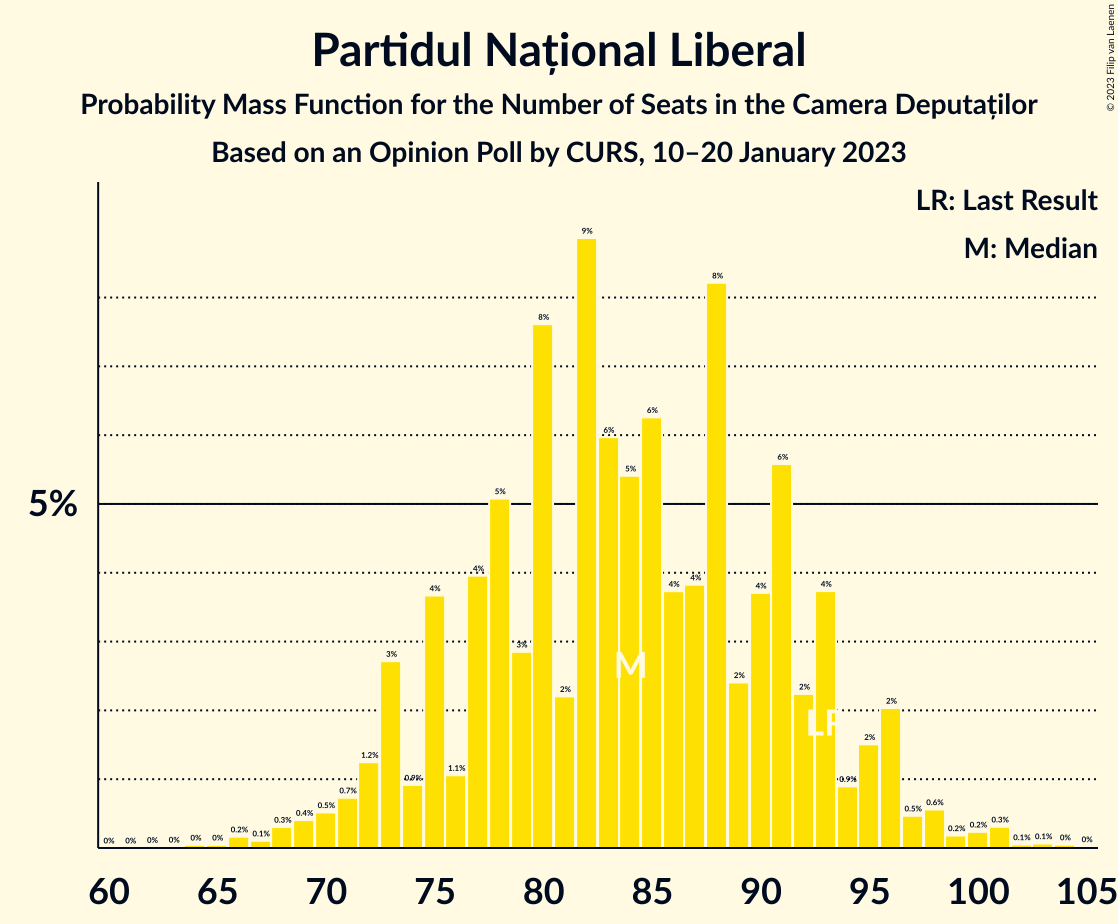 Partidul Național Liberal
Probability Mass Function for the Number of Seats in the Camera Deputaților
Based on an Opinion Poll by CURS, 10–20 January 2023
© 2023 Filip van Laenen
LR: Last Result
M: Median
5%
0% 0% 0% 0% 0% 0% 0.2% 0.1% 0.3% 0.4% 0.5% 0.7% 1.2% 3% 0.9% 4% 1.1% 4% 5% 3% 8% 2% 9% 6% 5% 6% 4% 4% 8% 2% 4% 6% 2% 4% 0.9% 2% 2% 0.5% 0.6% 0.2% 0.2% 0.3% 0.1% 0.1% 0% 0%
M
LR
60 65 70 75 80 85 90 95 100 105